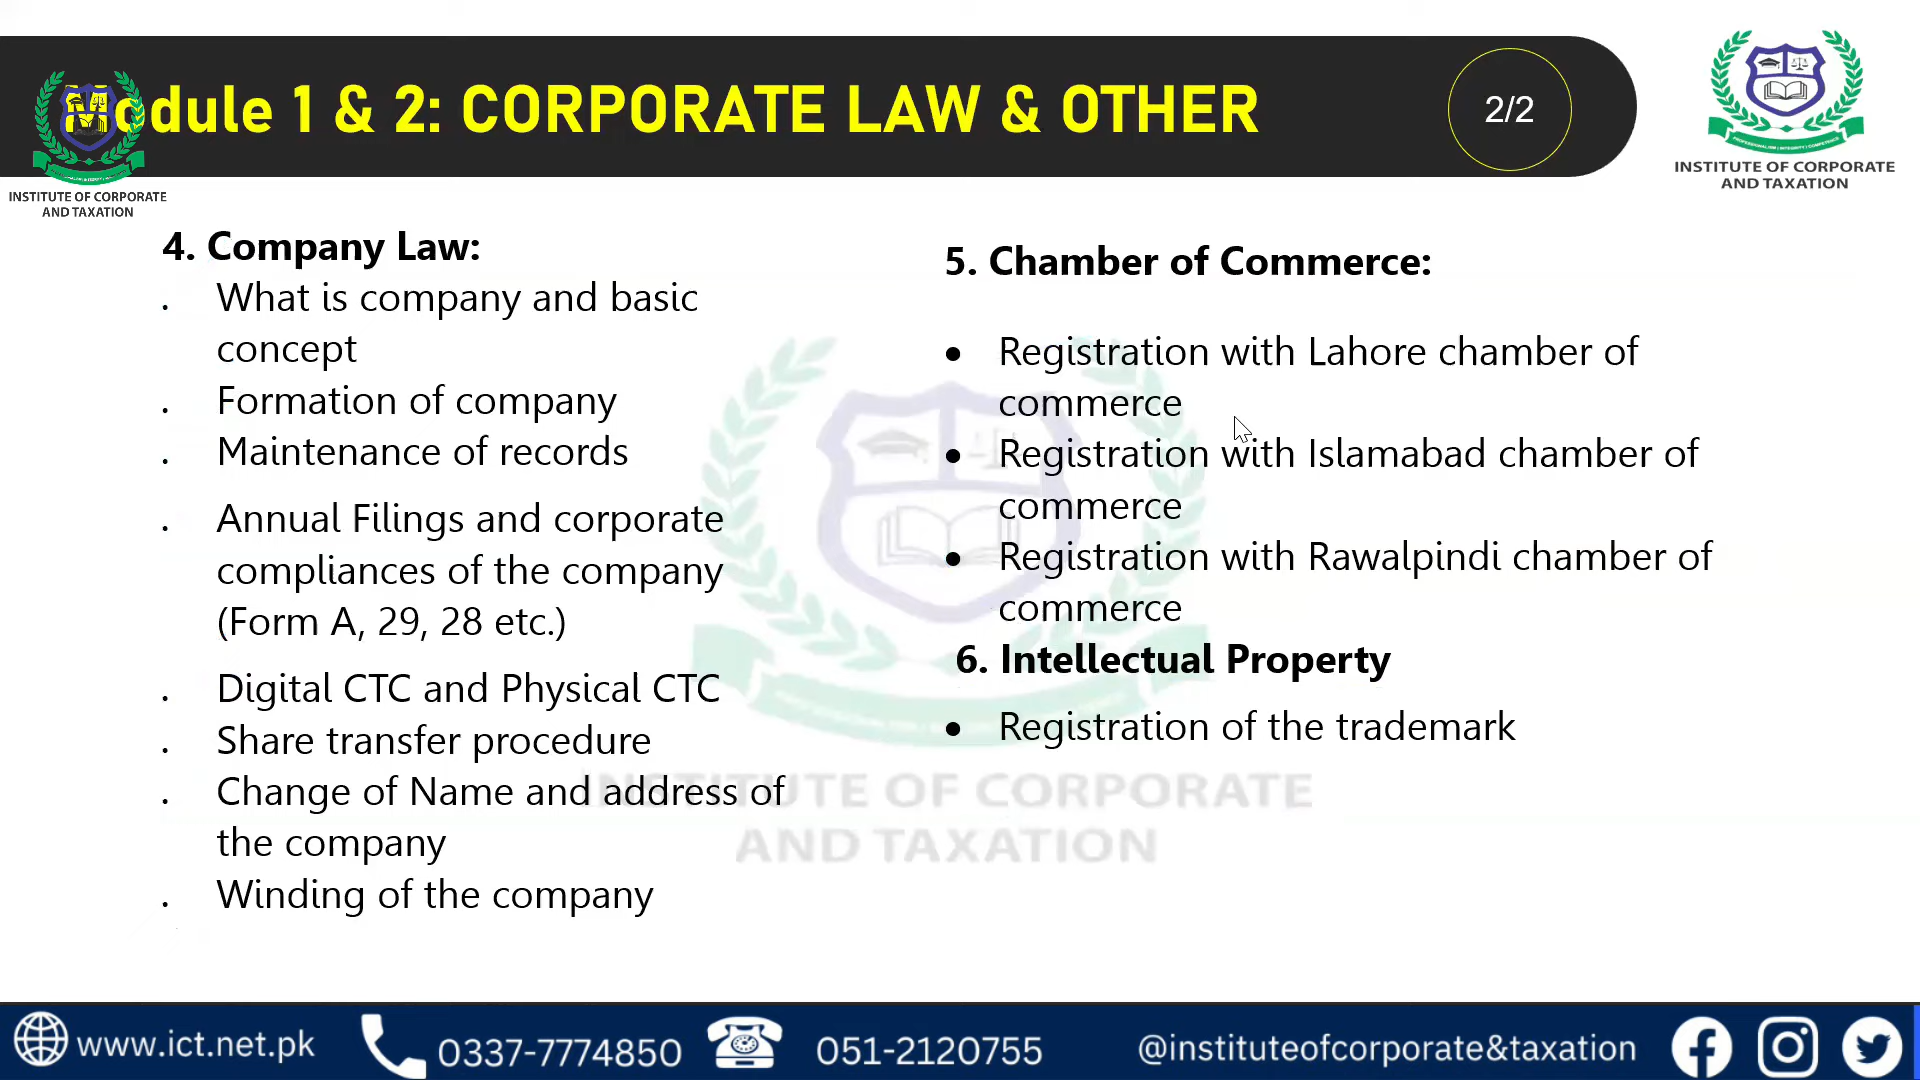 Module 1 & 2: CORPORATE LAW & OTHER
2/2
INSTITUTE OF CORPORATE
AND TAXATION
INSTITUTE OF CORPORATE
AND TAXATION
4. Company Law:
. What is company and basic
concept
. Formation of company
. Maintenance of records
. Annual Filings and corporate
compliances of the company
(Form A, 29, 28 etc.)
. Digital CTC and Physical CTC
. Share transfer procedure
. Change of Name and address of
the company
. Winding of the company
5. Chamber of Commerce:
• Registration with Lahore chamber of
commerce
• Registration with Islamabad chamber of
commerce
• Registration with Rawalpindi chamber of
commerce
6. Intellectual Property
• Registration of the trademark
INSTITUTE OF CORPORATE
AND TAXATION
www.ict.net.pk
0337-7774850
051-2120755
@instituteofcorporate&taxation